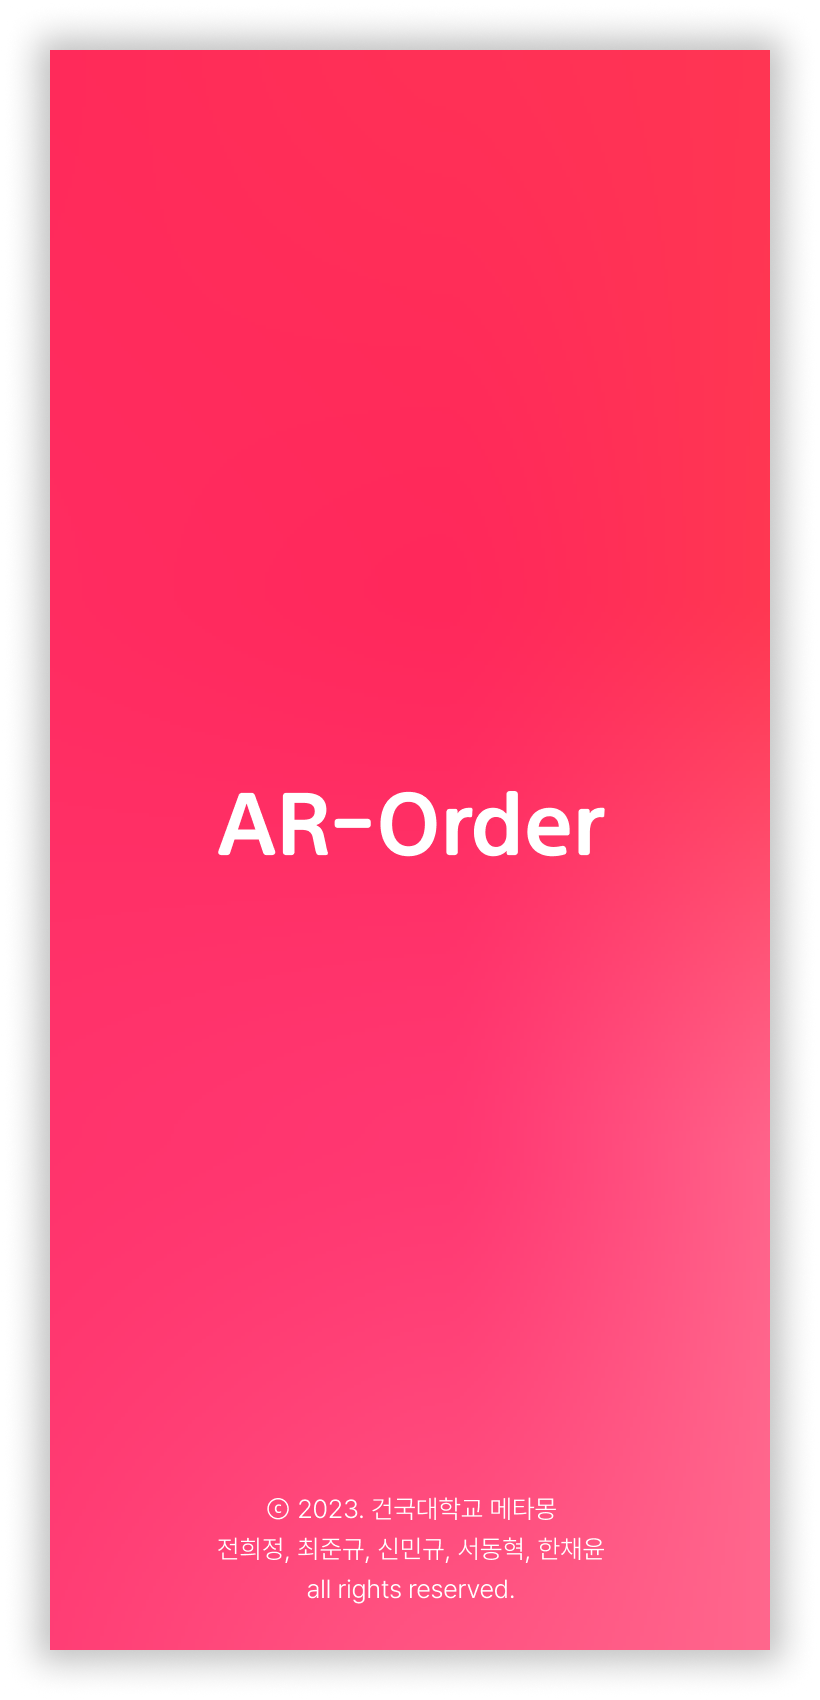 AR-Order
ⓒ 2023. 건국대학교 메타몽
전희정, 최준규, 신민규, 서동혁, 한채윤
all rights reserved.